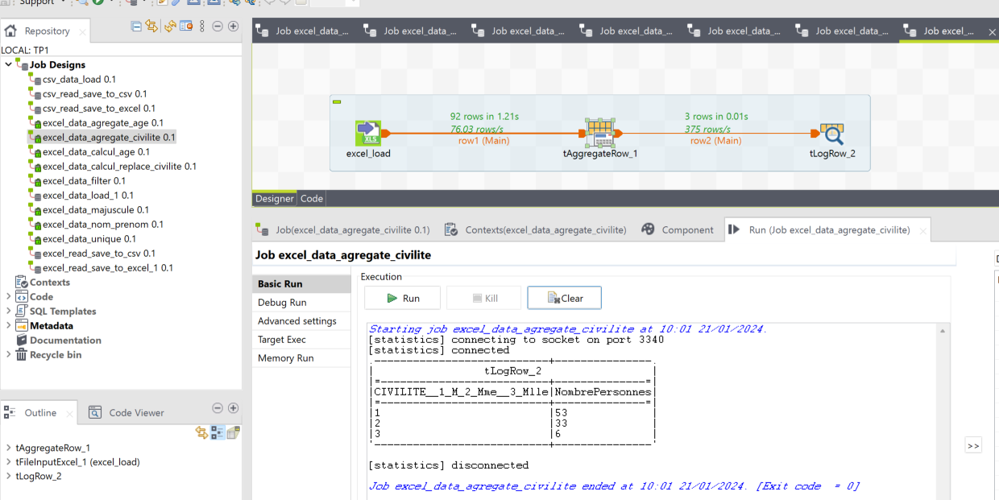 Support
Repository
LOCAL: TP1
Job Designs
csv_data_load 0.1
csv_read_save_to_csv 0.1
csv_read_save_to_excel 0.1
excel_data_agregate_age 0.1
excel_data_agregate_civilite 0.1
excel_data_calcul_age 0.1
excel_data_calcul_replace_civilite 0.1
excel_data_filter 0.1
excel_data_load_1 0.1
excel_data_majuscule 0.1
excel_data_nom_prenom 0.1
excel_data_unique 0.1
excel_read_save_to_csv 0.1
excel_read_save_to_excel_1 0.1
Contexts
Code
SQL Templates
Metadata
Documentation
Recycle bin
Outline
Code Viewer
tAggregateRow_1
tFileInputExcel_1 (excel_load)
tLogRow_2
Job excel_data_...
Job excel_data_...
Job excel_data_...
Job excel_data_...
Job excel_data_...
Job excel_data_...
Job excel_...
92 rows in 1.21s
76.03 rows/s
row1 (Main)
3 rows in 0.01s
375 rows/s
row2 (Main)
XLS
excel_load
tAggregateRow_1
tLogRow_2
Designer
Code
Job(excel_data_agregate_civilite 0.1)
Contexts(excel_data_agregate_civilite)
Component
Run (Job excel_data_agregate_civilite)
Job excel_data_agregate_civilite
Basic Run
Debug Run
Advanced settings
Target Exec
Memory Run
Execution
Run
Kill
Clear
Starting job excel_data_agregate_civilite at 10:01 21/01/2024.
[statistics] connecting to socket on port 3340
[statistics] connected
.-----------------------------+---------------.
| tLogRow_2 |
|=----------------------------+--------------=|
|CIVILITE__1_M_2_Mme__3_Mlle|NombrePersonnes|
|=----------------------------+--------------=|
|1 |53 |
|2 |33 |
|3 |6 |
'-----------------------------+---------------'
[statistics] disconnected
Job excel_data_agregate_civilite ended at 10:01 21/01/2024. [Exit code  = 0]
>>